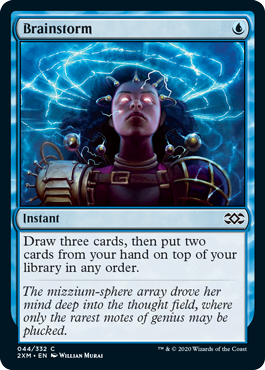 Brainstorm
Instant
Draw three cards, then put two
cards from your hand on top of your
library in any order.
The mizzium-sphere array drove her
mind deep into the thought field, where
only the rarest motes of genius may be
plucked.
044/332 C
2XM • EN Willian Murai
™ & © 2020 Wizards of the Coast